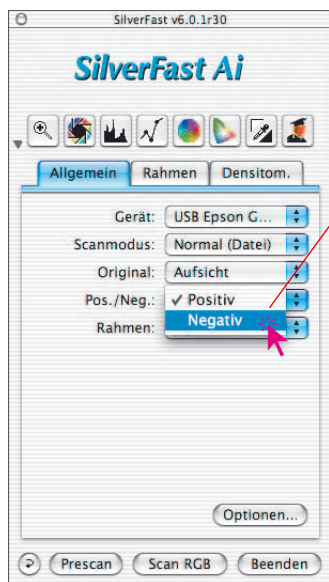 SilverFast v6.0.1r30
SilverFast Ai
Allgemein Rahmen Densitom.
Gerät: USB Epson G...
Scanmodus: Normal (Datei)
Original: Aufsicht
Pos./Neg.: ✓ Positiv
Negativ
Rahmen:
Optionen...
Prescan Scan RGB Beenden